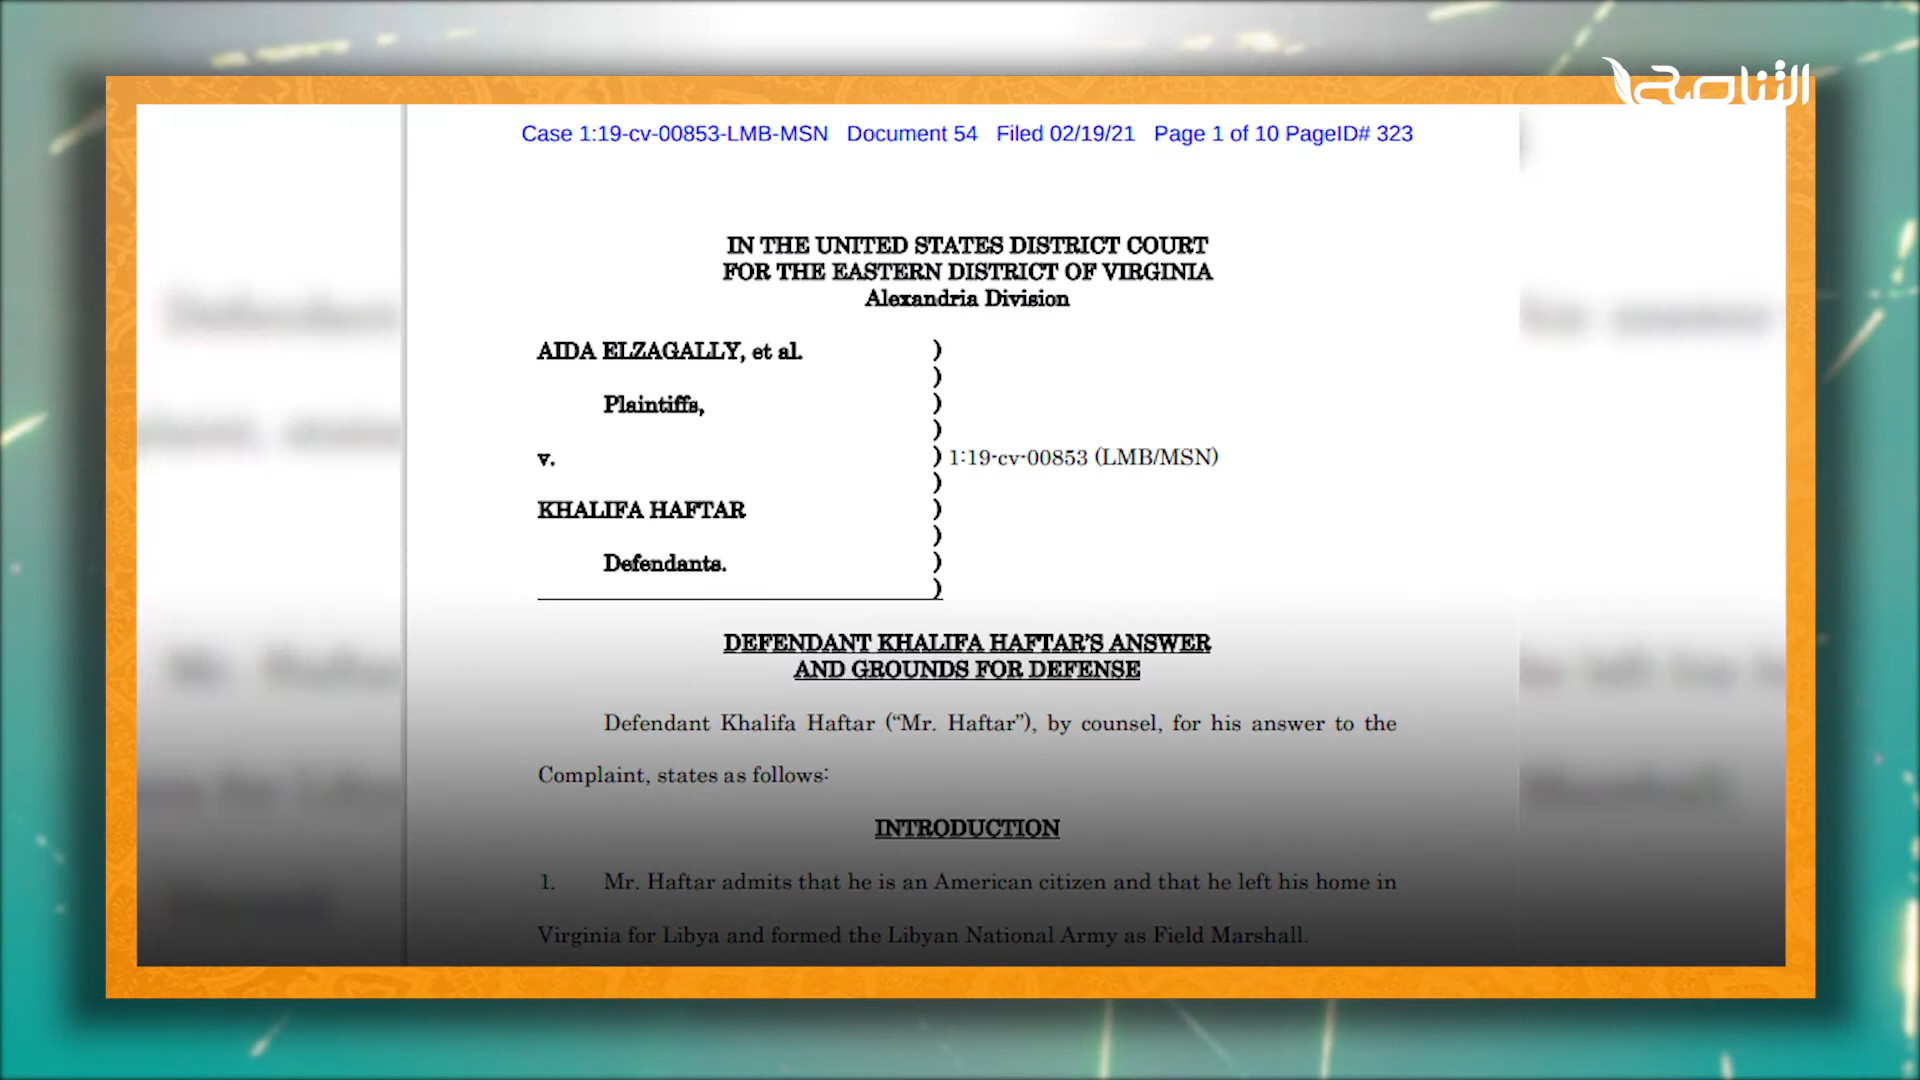 التناصح
Case 1:19-cv-00853-LMB-MSN Document 54 Filed 02/19/21 Page 1 of 10 PageID# 323
IN THE UNITED STATES DISTRICT COURT
FOR THE EASTERN DISTRICT OF VIRGINIA
Alexandria Division
AIDA ELZAGALLY, et al. )
)
Plaintiffs, )
)
v. ) 1:19-cv-00853 (LMB/MSN)
)
KHALIFA HAFTAR )
)
Defendants. )
)
DEFENDANT KHALIFA HAFTAR'S ANSWER
AND GROUNDS FOR DEFENSE
Defendant Khalifa Haftar (“Mr. Haftar”), by counsel, for his answer to the
Complaint, states as follows:
INTRODUCTION
1. Mr. Haftar admits that he is an American citizen and that he left his home in
Virginia for Libya and formed the Libyan National Army as Field Marshall.